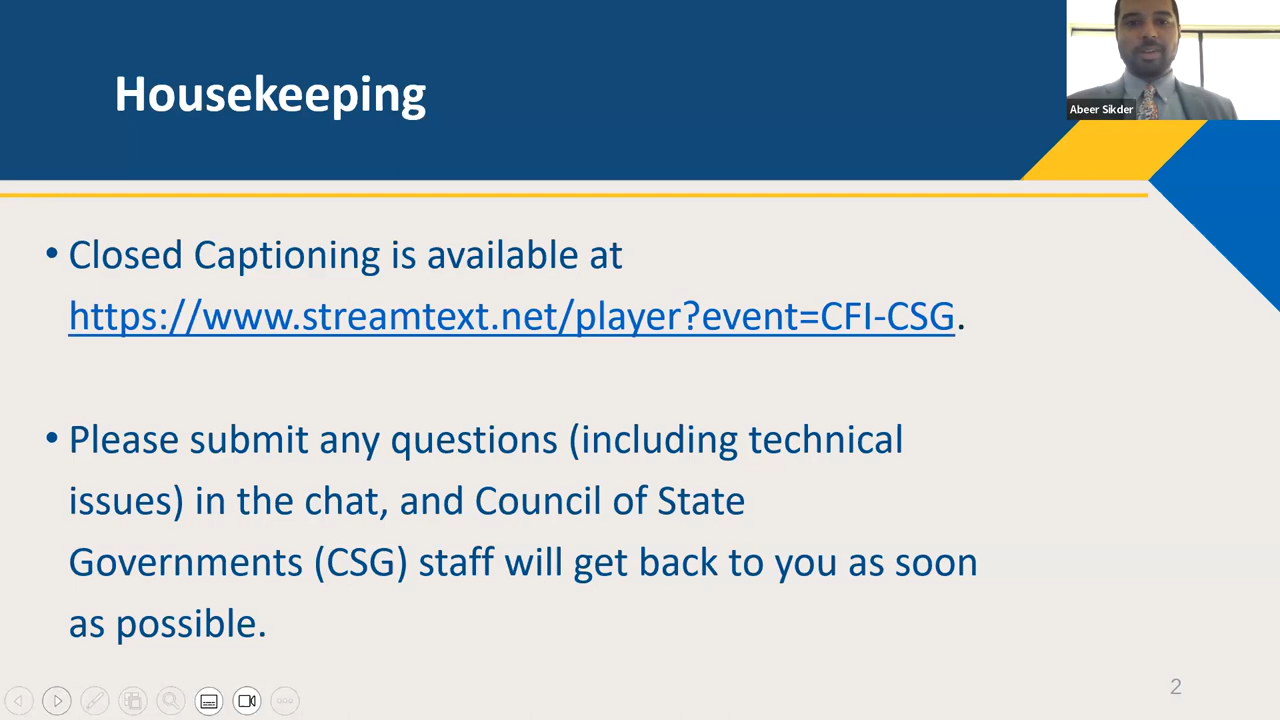 Housekeeping
Abeer Sikder
• Closed Captioning is available at
https://www.streamtext.net/player?event=CFI-CSG.
• Please submit any questions (including technical
issues) in the chat, and Council of State
Governments (CSG) staff will get back to you as soon
as possible.
2